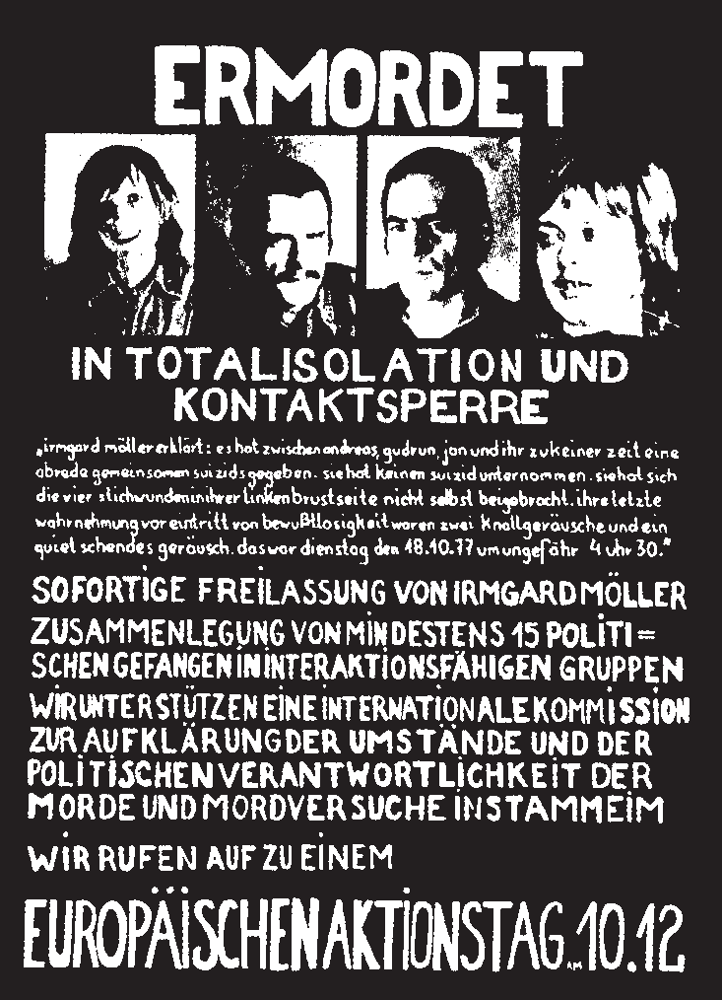 ERMORDET
IN TOTALISOLATION UND
KONTAKTSPERRE
„irmgard möller erklärt: es hat zwischen andreas, gudrun, jan und ihr zu keiner zeit eine
abrede gemeinsamen suizids gegeben. sie hat keinen suizid unternommen. sie hat sich
die vier stichwunden in ihrer linken brustseite nicht selbst beigebracht. ihre letzte
wahrnehmung vor eintritt von bewußtlosigkeit waren zwei knallgeräusche und ein
quietschendes geräusch. das war dienstag den 18.10.77 um ungefähr 4 uhr 30."
SOFORTIGE FREILASSUNG VON IRMGARD MÖLLER
ZUSAMMENLEGUNG VON MINDESTENS 15 POLITI=
SCHEN GEFANGEN IN INTERAKTIONSFÄHIGEN GRUPPEN
WIR UNTERSTÜTZEN EINE INTERNATIONALE KOMMISSION
ZUR AUFKLÄRUNG DER UMSTÄNDE UND DER
POLITISCHEN VERANTWORTLICHKEIT DER
MORDE UND MORDVERSUCHE IN STAMMEIM
WIR RUFEN AUF ZU EINEM
EUROPÄISCHEN AKTIONSTAG AM 10.12